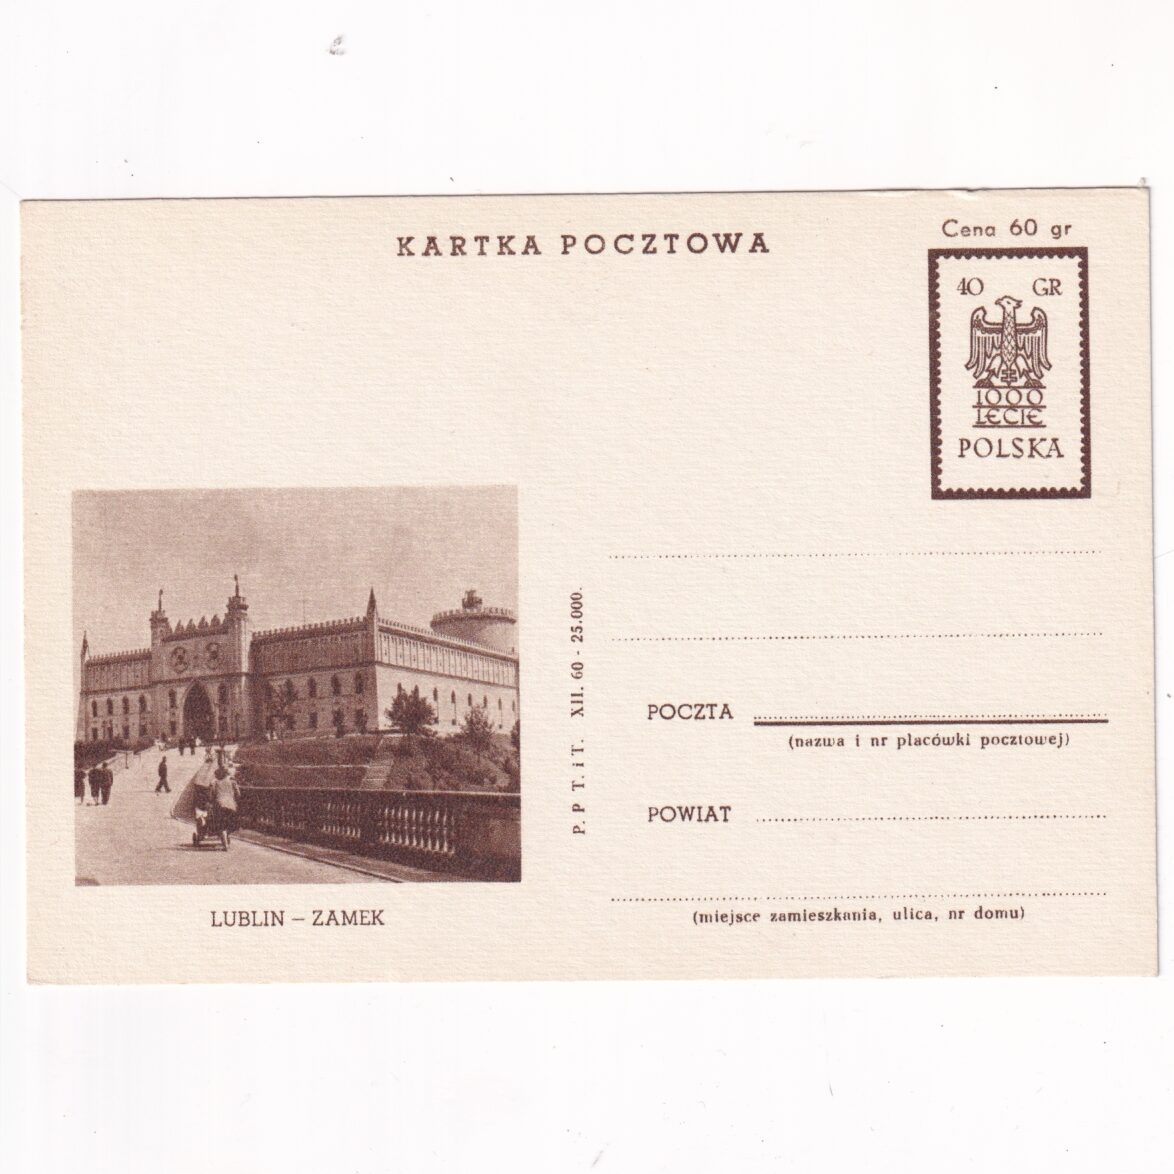 KARTKA POCZTOWA
Cena 60 gr
40 GR
1000
LECIE
POLSKA
P. P T. i T. XII. 60 - 25.000.
POCZTA
(nazwa i nr placówki pocztowej)
POWIAT
(miejsce zamieszkania, ulica, nr domu)
LUBLIN – ZAMEK